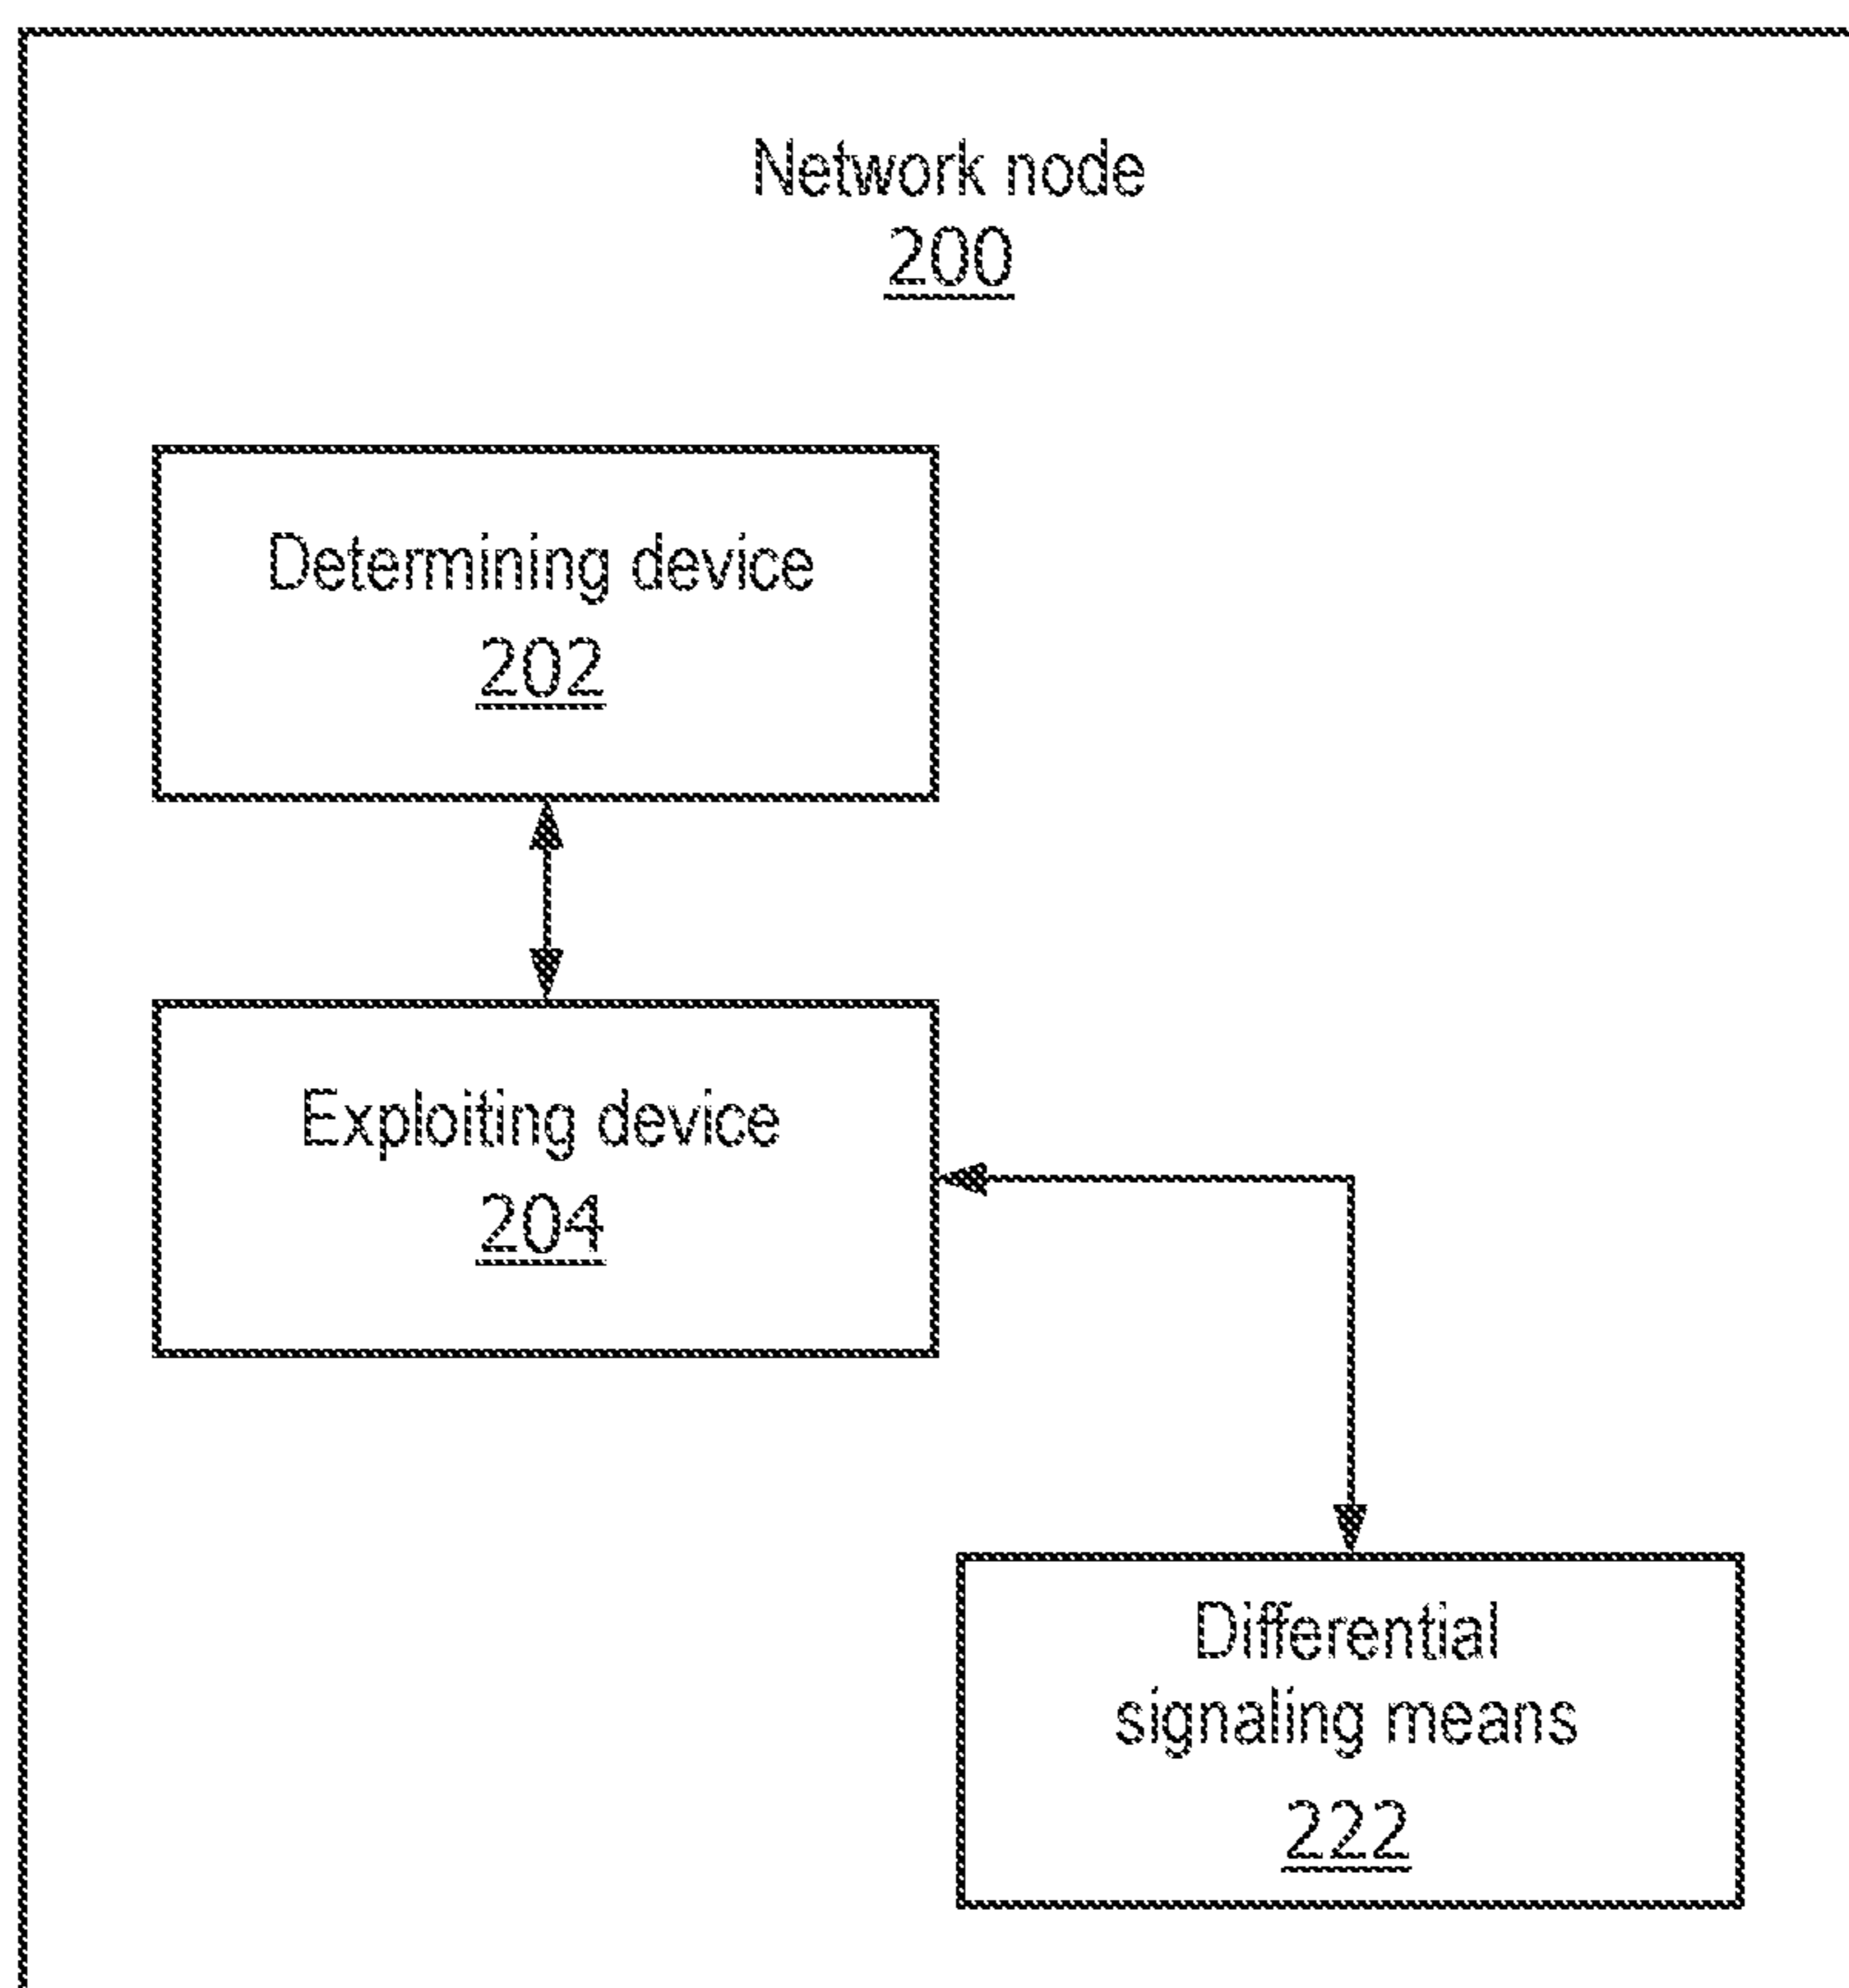 Network node
200
Determining device
202
Exploiting device
204
Differential
signaling means
222